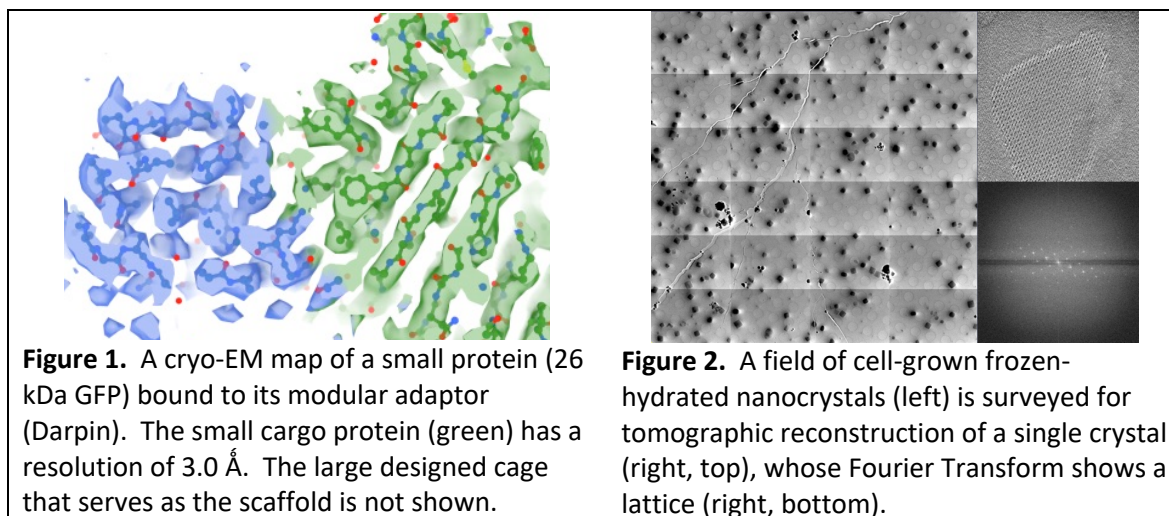 Figure 1. A cryo-EM map of a small protein (26
kDa GFP) bound to its modular adaptor
(Darpin). The small cargo protein (green) has a
resolution of 3.0 Å. The large designed cage
that serves as the scaffold is not shown.
Figure 2. A field of cell-grown frozen-
hydrated nanocrystals (left) is surveyed for
tomographic reconstruction of a single crystal
(right, top), whose Fourier Transform shows a
lattice (right, bottom).